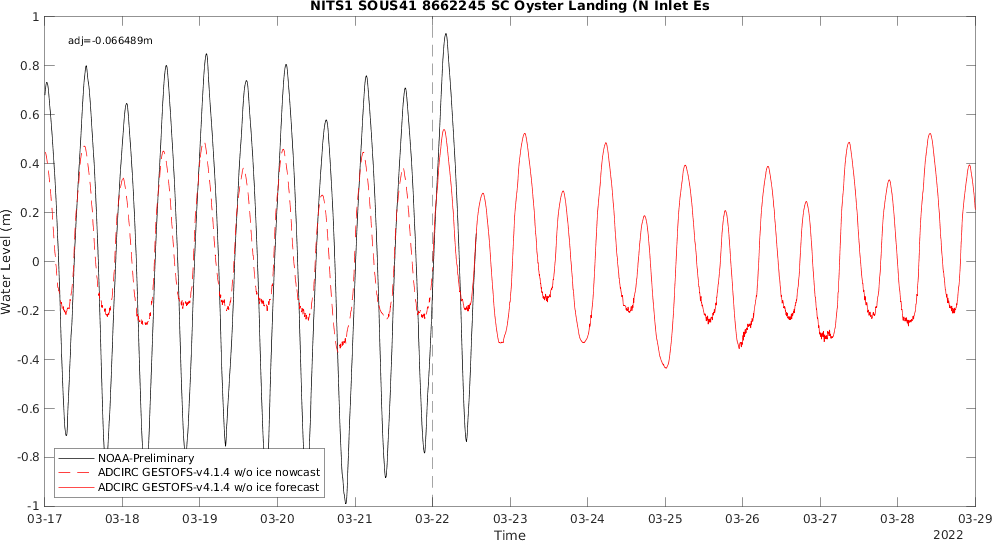 NITS1 SOUS41 8662245 SC Oyster Landing (N Inlet Es
adj=-0.066489m
Water Level (m)
1
0.8
0.6
0.4
0.2
0
-0.2
-0.4
-0.6
-0.8
-1
NOAA-Preliminary
ADCIRC GESTOFS-v4.1.4 w/o ice nowcast
ADCIRC GESTOFS-v4.1.4 w/o ice forecast
03-17 03-18 03-19 03-20 03-21 03-22 03-23 03-24 03-25 03-26 03-27 03-28 03-29
Time
2022